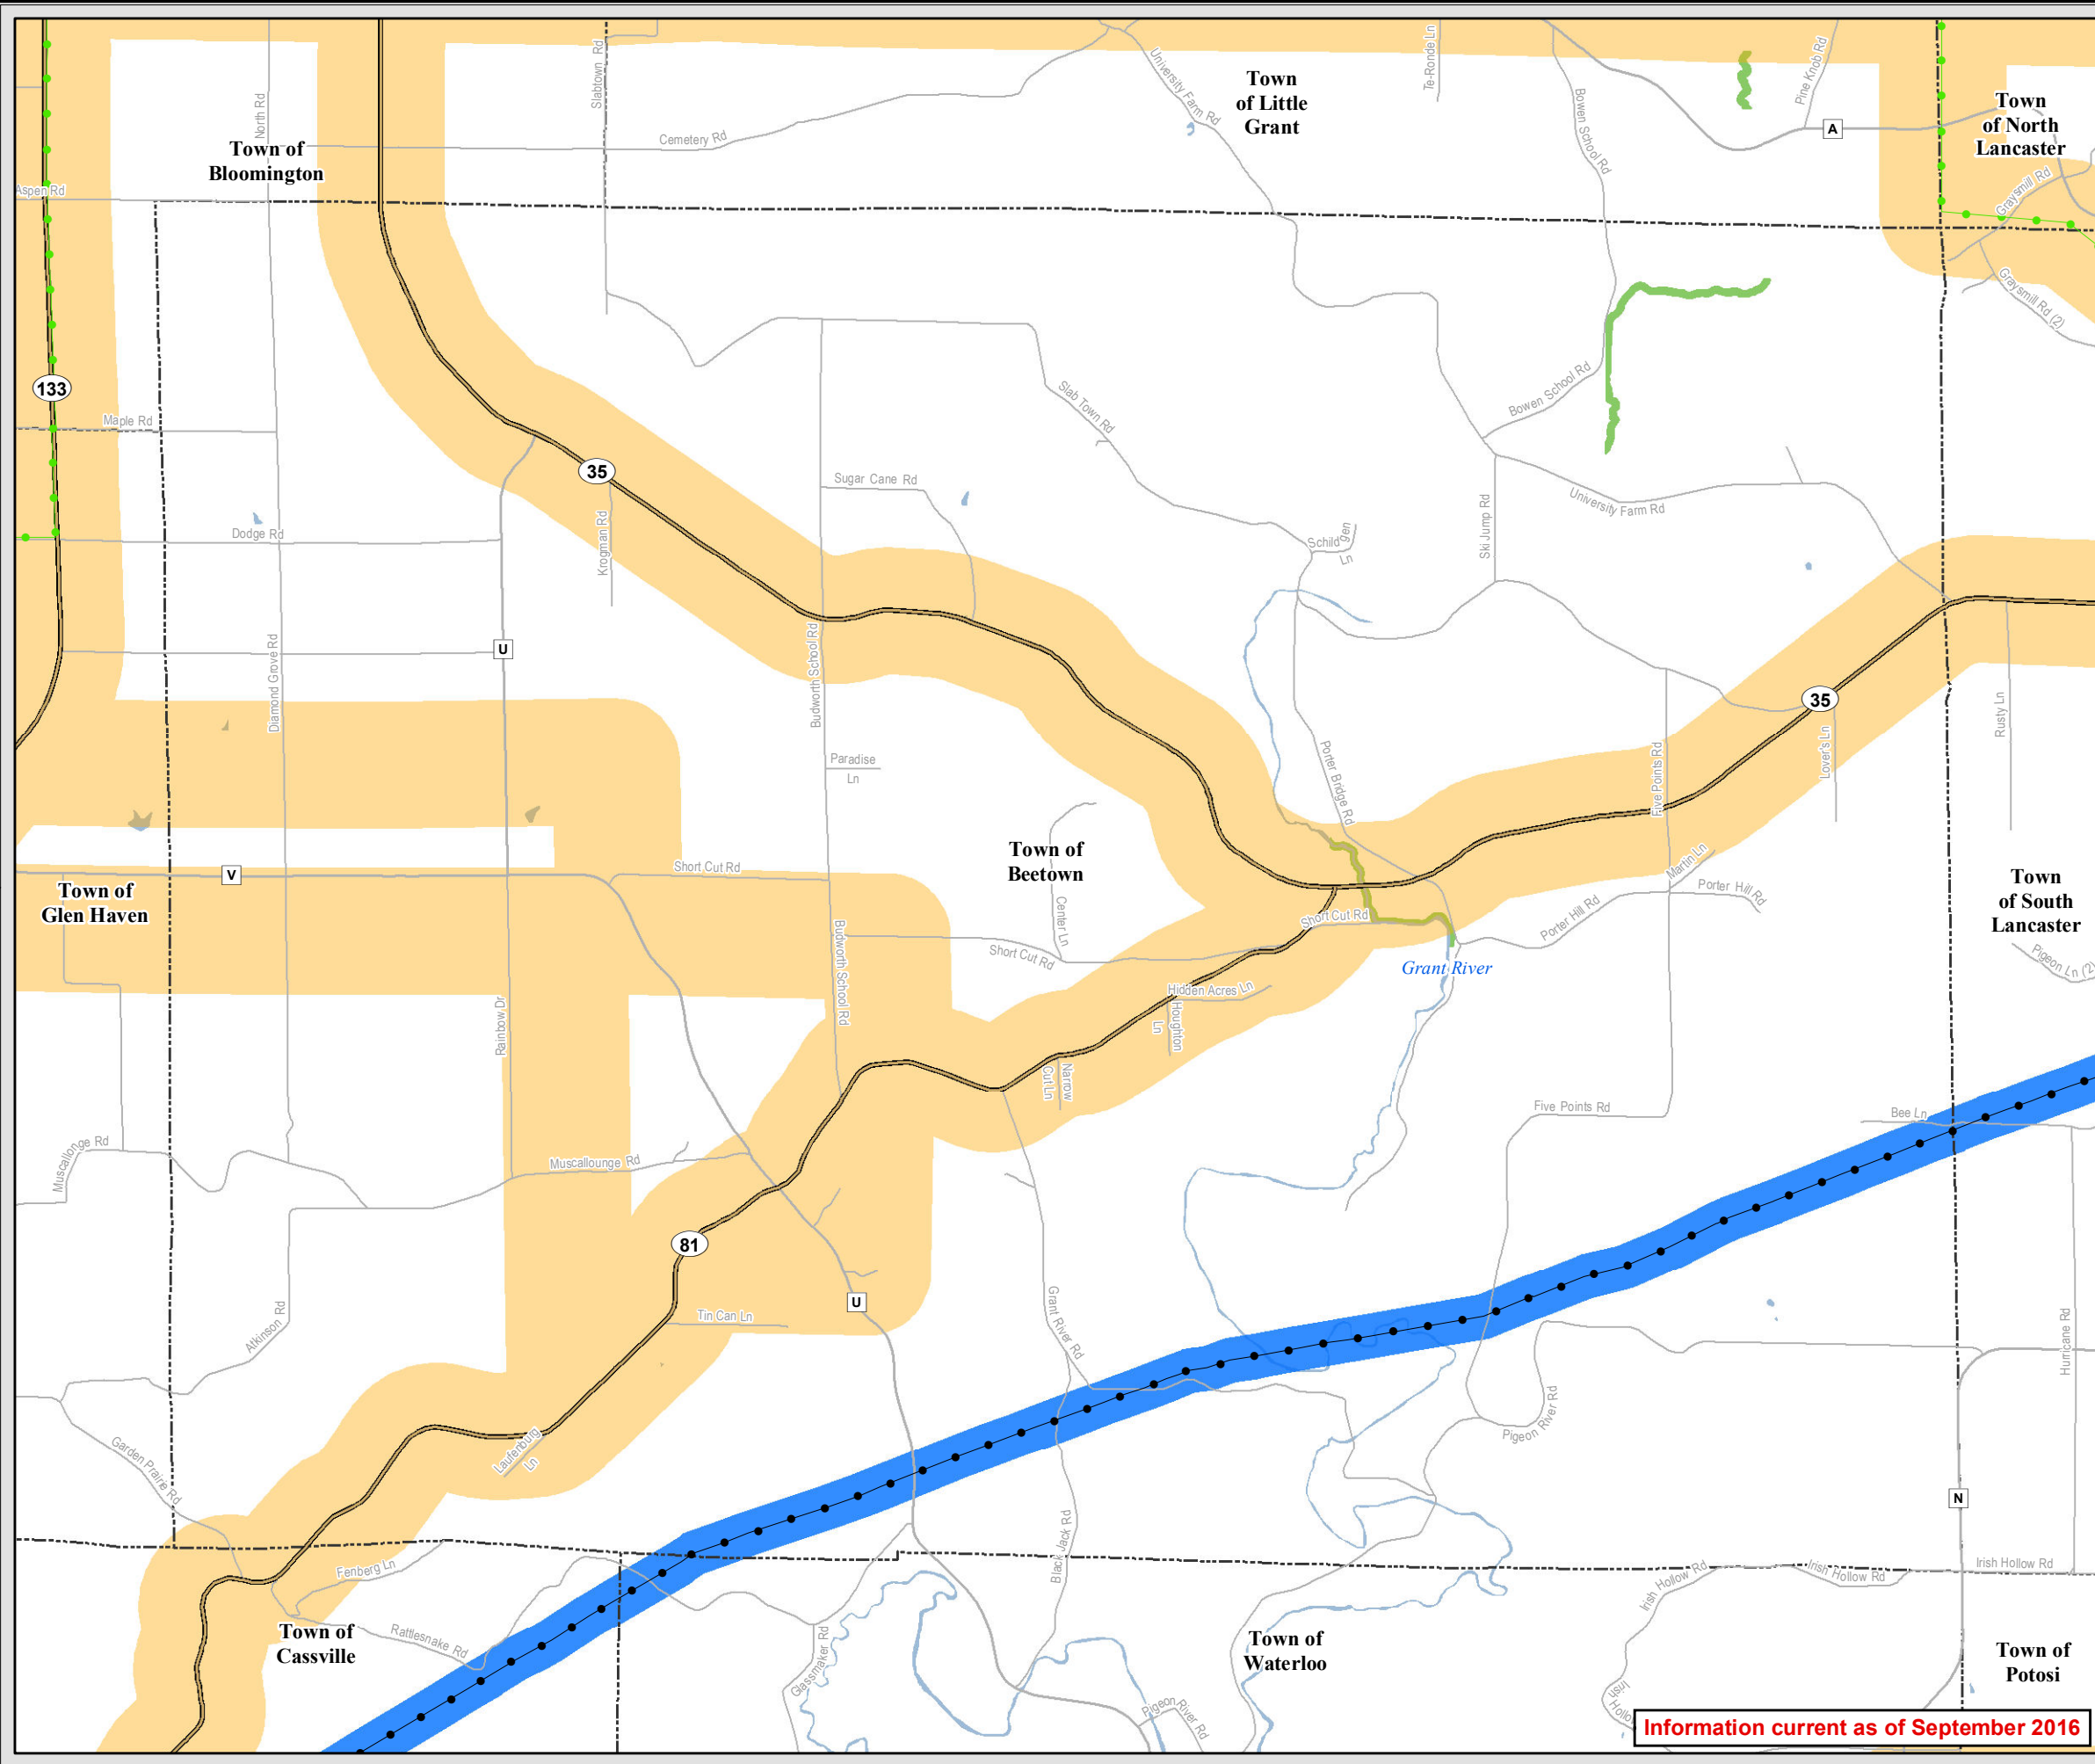 Slabtown Rd
University Farm Rd
Te-Ronde Ln
Pine Knob Rd
Town
of Little
Grant
Bowen School Rd
Town
of North
Lancaster
North Rd
Cemetery Rd
A
Town of
Bloomington
Aspen Rd
Graysmill Rd
Graysmill Rd (2)
133
Maple Rd
Slab Town Rd
Bowen School Rd
35
Sugar Cane Rd
University Farm Rd
Ski Jump Rd
Dodge Rd
Krogman Rd
Schildgen
Ln
U
Diamond Grove Rd
Budworth School Rd
35
Rusty Ln
Lover's Ln
Five Points Rd
Porter Bridge Rd
Paradise
Ln
Town of
Beetown
Martin Ln
Porter Hill Rd
V
Short Cut Rd
Town of
Glen Haven
Town
of South
Lancaster
Center Ln
Short Cut Rd
Porter Hill Rd
Budworth School Rd
Short Cut Rd
Grant River
Pigeon Ln (2)
Hidden Acres Ln
Houghton
Ln
Rainbow Dr
Narrow
Cut Ln
Five Points Rd
Bee Ln
Muscallonge Rd
Muscallounge Rd
81
U
Tin Can Ln
Atkinson Rd
Grant River Rd
Hurricane Rd
Pigeon River Rd
Garden Prairie Rd
Laufenburg
Ln
N
Black Jack Rd
Fenberg Ln
Irish Hollow Rd
Irish Hollow Rd
Irish Hollow Rd
Town of
Cassville
Rattlesnake Rd
Glassmaker Rd
Town of
Waterloo
Town of
Potosi
Pigeon River Rd
Irish
Information current as of September 2016